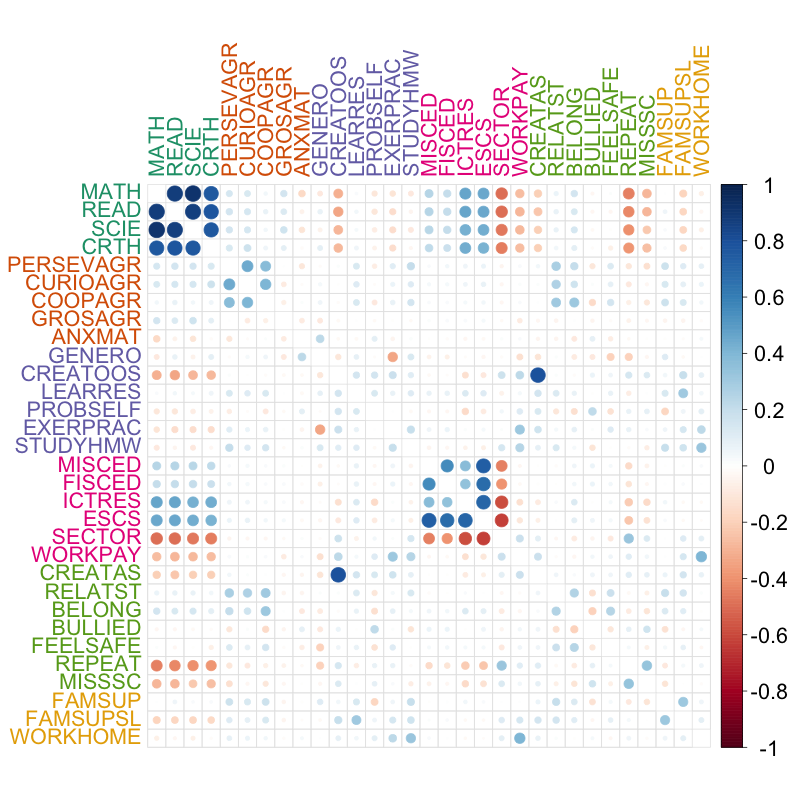 MATH
READ
SCIE
CRTH
PERSEVAGR
CURIOAGR
COOPAGR
GROSAGR
ANXMAT
GENERO
CREATOOS
LEARRES
PROBSELF
EXERPRAC
STUDYHMW
MISCED
FISCED
ICTRES
ESCS
SECTOR
WORKPAY
CREATAS
RELATST
BELONG
BULLIED
FEELSAFE
REPEAT
MISSSC
FAMSUP
FAMSUPSL
WORKHOME
MATH
READ
SCIE
CRTH
PERSEVAGR
CURIOAGR
COOPAGR
GROSAGR
ANXMAT
GENERO
CREATOOS
LEARRES
PROBSELF
EXERPRAC
STUDYHMW
MISCED
FISCED
ICTRES
ESCS
SECTOR
WORKPAY
CREATAS
RELATST
BELONG
BULLIED
FEELSAFE
REPEAT
MISSSC
FAMSUP
FAMSUPSL
WORKHOME
1
0.8
0.6
0.4
0.2
0
-0.2
-0.4
-0.6
-0.8
-1